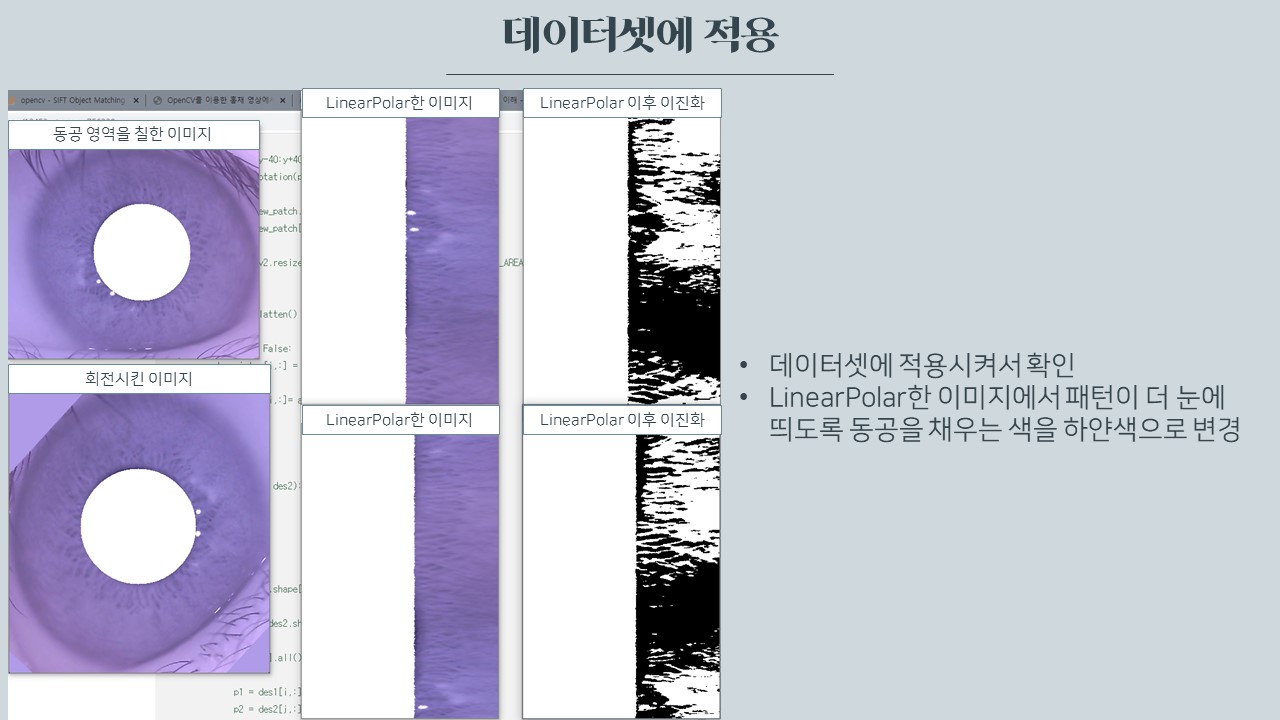 데이터셋에 적용
opencv - SIFT Object Matching
OpenCV를 이용한 홍채 영상에서
LinearPolar한 이미지
이해 -
LinearPolar 이후 이진화
동공 영역을 칠한 이미지
y-40:y+40
otation(p
ew_patch.
ew_patch[
v2.resize
_AREA
latten()
False:
,:] =
,:]= a
회전시킨 이미지
LinearPolar한 이미지
LinearPolar 이후 이진화
des2):
.shape[
des2.sh
].all()
p1 = des1[i,:]
p2 = des2[j,:]
• 데이터셋에 적용시켜서 확인
• LinearPolar한 이미지에서 패턴이 더 눈에
띄도록 동공을 채우는 색을 하얀색으로 변경